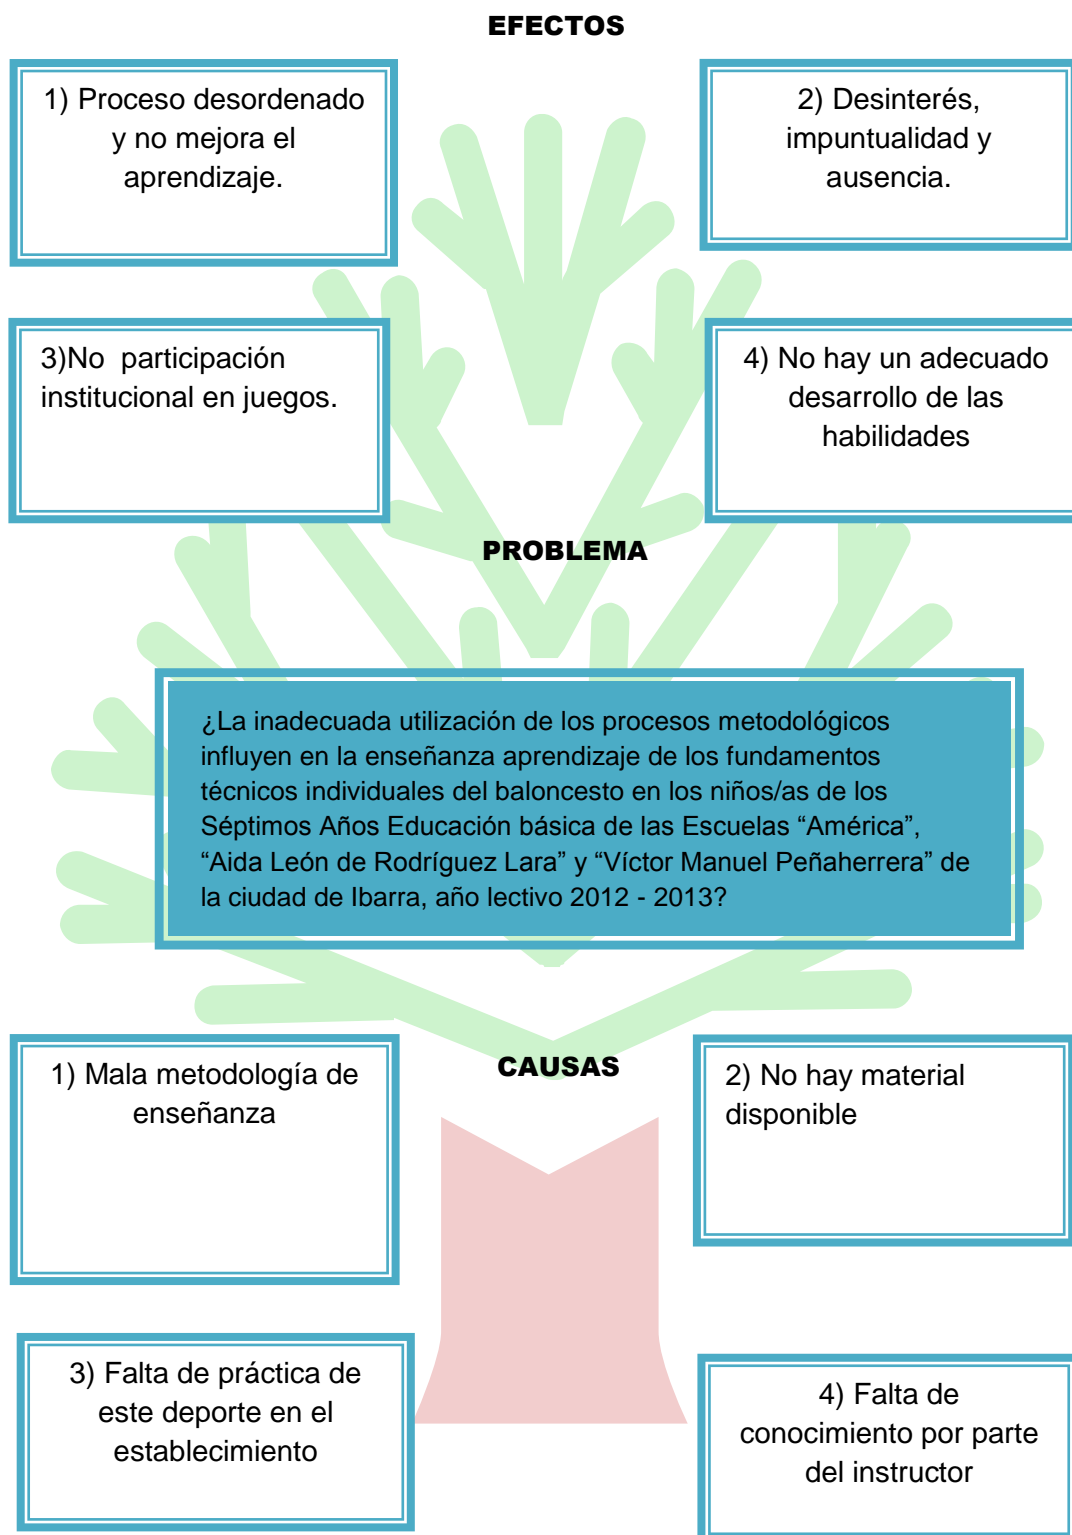 EFECTOS
1) Proceso desordenado
y no mejora el
aprendizaje.
2) Desinterés,
impuntualidad y
ausencia.
3)No  participación
institucional en juegos.
4) No hay un adecuado
desarrollo de las
habilidades
PROBLEMA
¿La inadecuada utilización de los procesos metodológicos
influyen en la enseñanza aprendizaje de los fundamentos
técnicos individuales del baloncesto en los niños/as de los
Séptimos Años Educación básica de las Escuelas “América”,
“Aida León de Rodríguez Lara” y “Víctor Manuel Peñaherrera” de
la ciudad de Ibarra, año lectivo 2012 - 2013?
CAUSAS
1) Mala metodología de
enseñanza
2) No hay material
disponible
3) Falta de práctica de
este deporte en el
establecimiento
4) Falta de
conocimiento por parte
del instructor